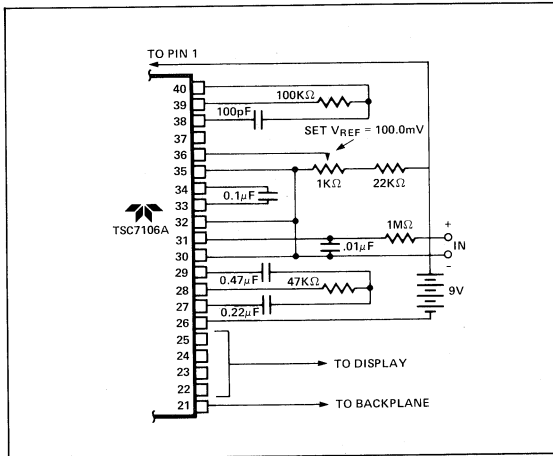 TO PIN 1
40
39
38
37
36
35
34
33
32
31
30
29
28
27
26
25
24
23
22
21
TSC7106A
100KΩ
100pF
SET VREF = 100.0mV
1KΩ
22KΩ
0.1µF
1MΩ
+
IN
-
.01µF
0.47µF
47KΩ
0.22µF
9V
TO DISPLAY
TO BACKPLANE